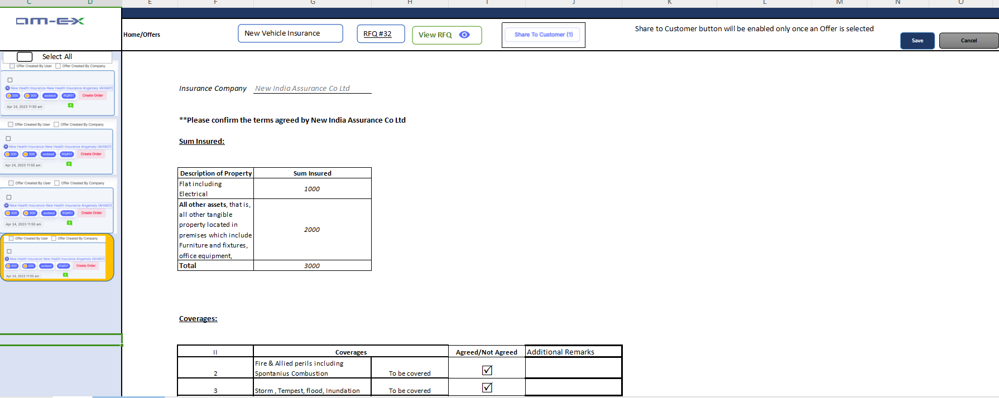 C D E F G H I J K L M N O
am-ex
Home/Offers
New Vehicle Insurance
RFQ #32
View RFQ
Share To Customer (1)
Share to Customer button will be enabled only once an Offer is selected
Save
Cancel
Select All
Offer Created By User Offer Created By Company
N New Health Insurance-New Health Insurance Angamaly (AHIA01)
300 300 asdasd RQ#51 Create Order
Apr 24, 2023 11:50 am
Offer Created By User Offer Created By Company
N New Health Insurance-New Health Insurance Angamaly (AHIA01)
300 300 asdasd RQ#51 Create Order
Apr 24, 2023 11:50 am
Offer Created By User Offer Created By Company
N New Health Insurance-New Health Insurance Angamaly (AHIA01)
300 300 asdasd RQ#51 Create Order
Apr 24, 2023 11:50 am
Offer Created By User Offer Created By Company
N New Health Insurance-New Health Insurance Angamaly (AHIA01)
300 300 asdasd RQ#51 Create Order
Apr 24, 2023 11:50 am
Insurance Company New India Assurance Co Ltd
**Please confirm the terms agreed by New India Assurance Co Ltd
Sum Insured:
Description of Property Sum Insured
Flat including
Electrical
1000
All other assets, that is,
all other tangible
property located in
premises which include
Furniture and fixtures,
office equipment,
2000
Total 3000
Coverages:
II Coverages Agreed/Not Agreed Additional Remarks
Fire & Allied perils including
2 Spontanius Combustion To be covered
3 Storm , Tempest, flood, Inundation To be covered